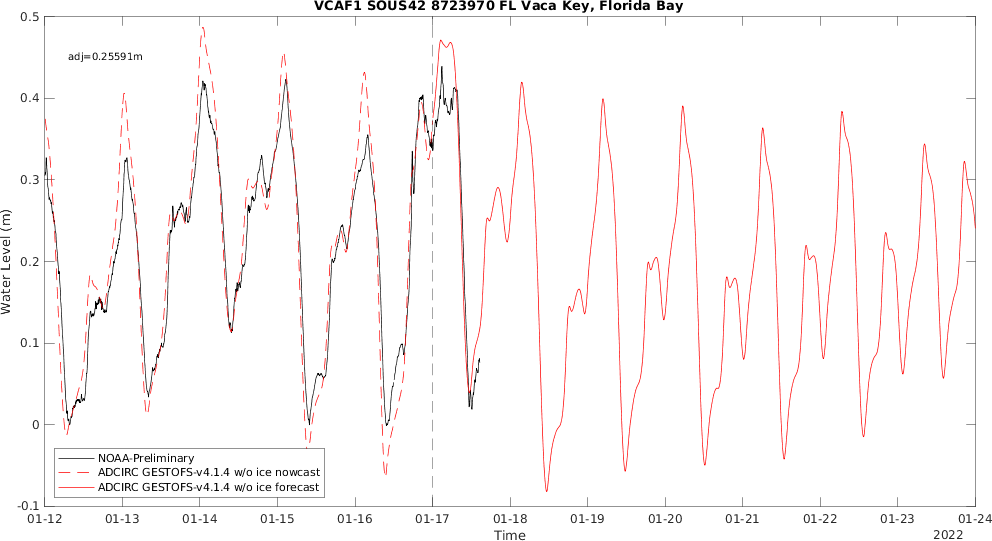 VCAF1 SOUS42 8723970 FL Vaca Key, Florida Bay
adj=0.25591m
0.5
0.4
0.3
0.2
0.1
0
-0.1
Water Level (m)
NOAA-Preliminary
ADCIRC GESTOFS-v4.1.4 w/o ice nowcast
ADCIRC GESTOFS-v4.1.4 w/o ice forecast
01-12 01-13 01-14 01-15 01-16 01-17 01-18 01-19 01-20 01-21 01-22 01-23 01-24
Time
2022